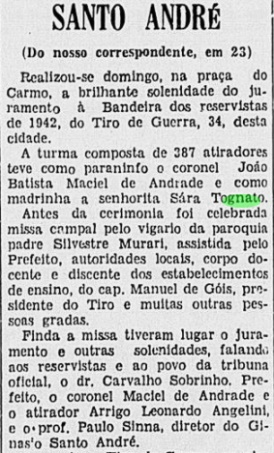 SANTO ANDRÉ
(Do nosso correspondente, em 23)
Realizou-se domingo, na praça do
Carmo, a brilhante solenidade do ju-
ramento à Bandeira dos reservistas
de 1942, do Tiro de Guerra, 34, desta
cidade.
A turma composta de 387 atiradores
teve como paraninfo o coronel João
Batista Maciel de Andrade e como
madrinha a senhorita Sára Tognato.
Antes da cerimonia foi celebrada
missa campal pelo vigario da paroquia
padre Silvestre Murari, assistida pelo
Prefeito, autoridades locais, corpo do-
cente e discente dos estabelecimentos
de ensino, do cap. Manuel de Góis, pre-
sidente do Tiro e muitas outras pes-
soas gradas.
Finda a missa tiveram lugar o jura-
mento e outras solenidades, falando
aos reservistas e ao povo da tribuna
oficial, o dr. Carvalho Sobrinho. Pre-
feito, o coronel Maciel de Andrade e
o atirador Arrigo Leonardo Angelini,
e o prof. Paulo Sinna, diretor do Gi-
nas'o Santo André.